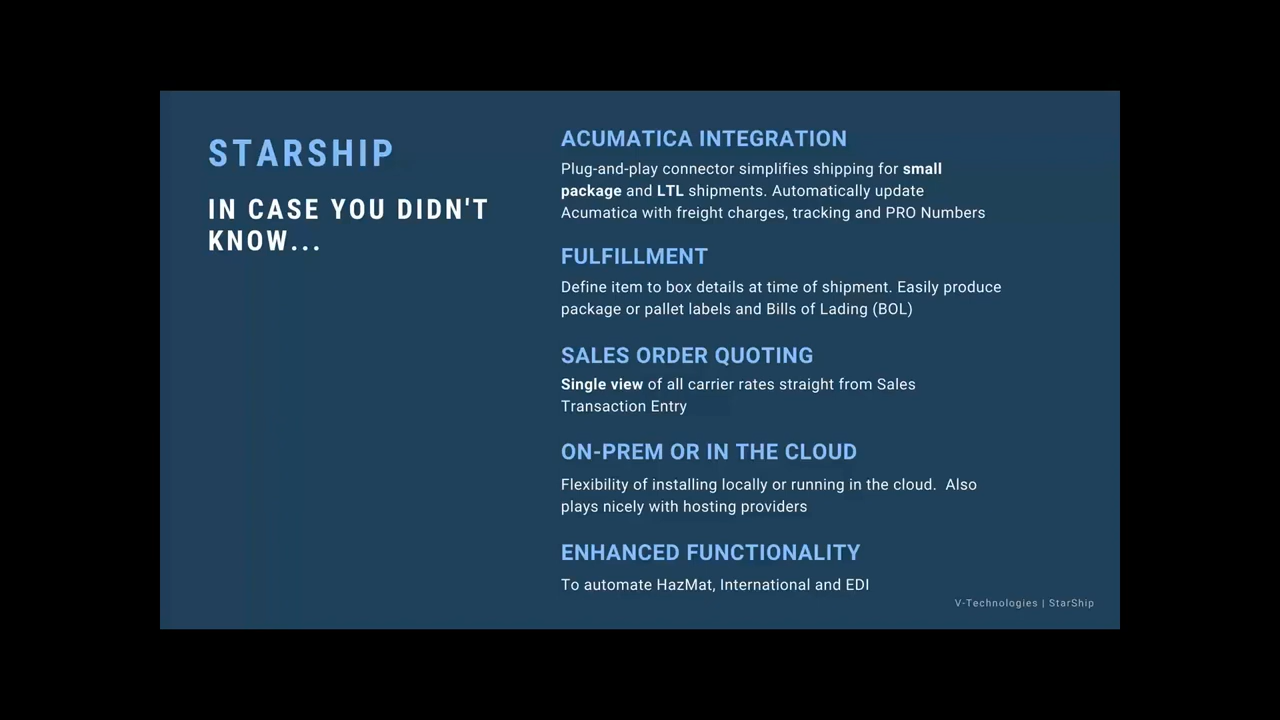 STARSHIP
IN CASE YOU DIDN'T
KNOW...
ACUMATICA INTEGRATION
Plug-and-play connector simplifies shipping for small
package and LTL shipments. Automatically update
Acumatica with freight charges, tracking and PRO Numbers
FULFILLMENT
Define item to box details at time of shipment. Easily produce
package or pallet labels and Bills of Lading (BOL)
SALES ORDER QUOTING
Single view of all carrier rates straight from Sales
Transaction Entry
ON-PREM OR IN THE CLOUD
Flexibility of installing locally or running in the cloud.  Also
plays nicely with hosting providers
ENHANCED FUNCTIONALITY
To automate HazMat, International and EDI
V-Technologies | StarShip